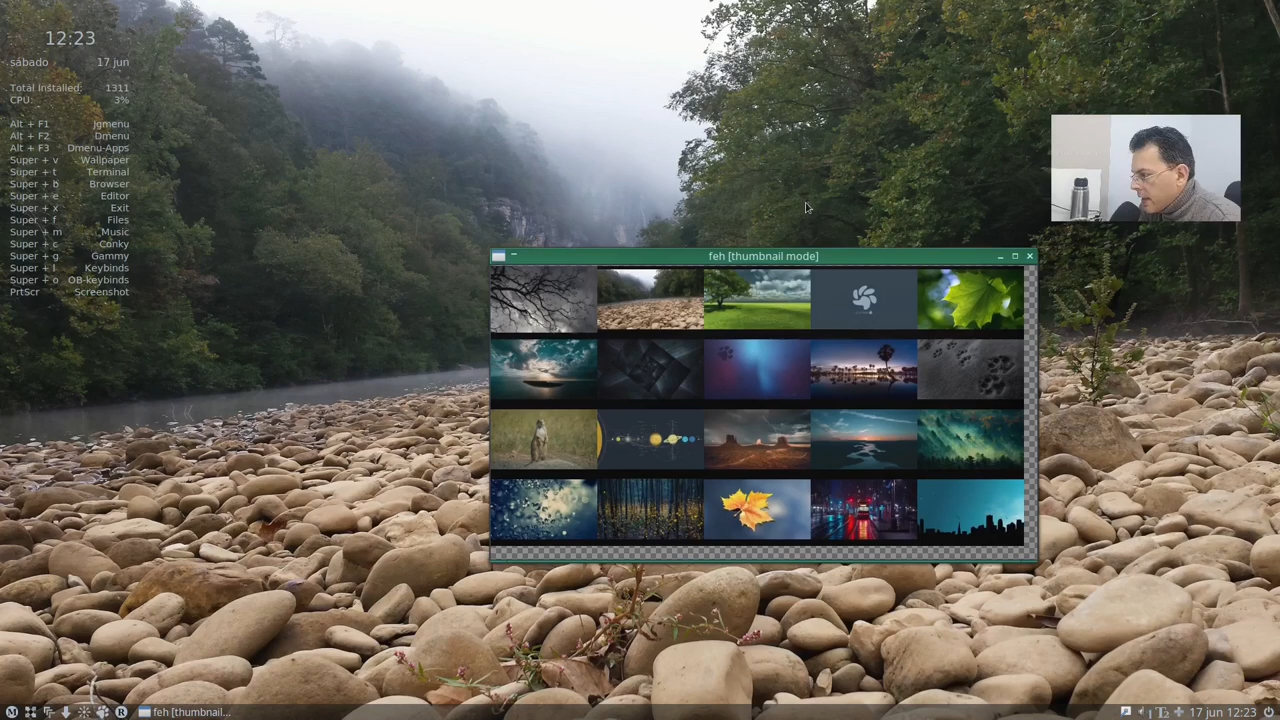 12:23
sábado 17 jun
Total Installed: 1311
CPU: 3%
Alt + F1 Jgmenu
Alt + F2 Dmenu
Alt + F3 Dmenu-Apps
Super + v Wallpaper
Super + t Terminal
Super + b Browser
Super + e Editor
Super + x Exit
Super + f Files
Super + m Music
Super + c Conky
Super + g Gammy
Super + l Keybinds
Super + o OB-keybinds
PrtScr Screenshot
feh [thumbnail mode]
feh [thumbnail...
17 jun 12:23